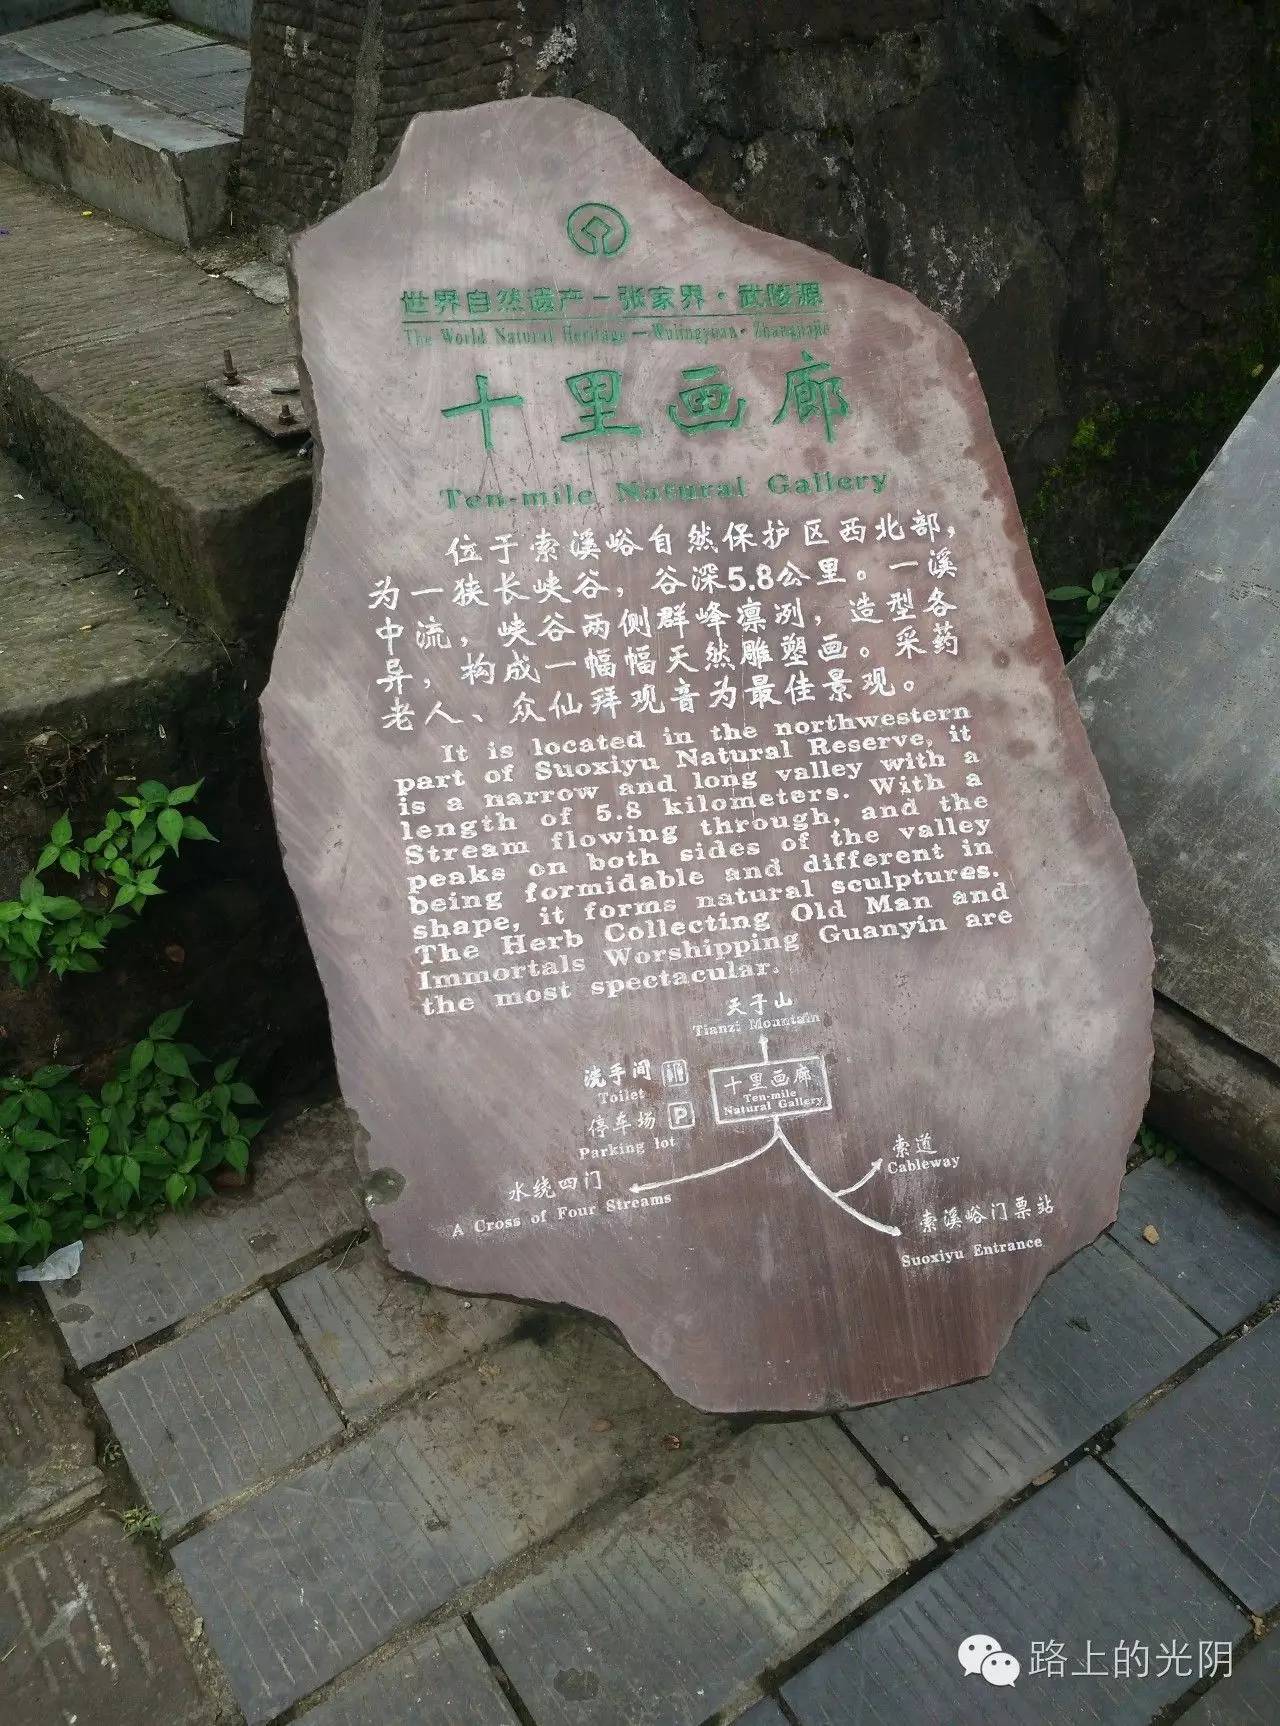 世界自然遗产—张家界·武陵源
The World Natural Heritage—Wulingyuan·Zhangjiajie
十里画廊
Ten-mile Natural Gallery
位于索溪峪自然保护区西北部，
为一狭长峡谷，谷深5.8公里。一溪
中流，峡谷两侧群峰凛冽，造型各
异，构成一幅幅天然雕塑画。采药
老人、众仙拜观音为最佳景观。
It is located in the northwestern
part of Suoxiyu Natural Reserve, it
is a narrow and long valley with a
length of 5.8 kilometers. With a
Stream flowing through, and the
peaks on both sides of the valley
being formidable and different in
shape, it forms natural sculptures.
The Herb Collecting Old Man and
Immortals Worshipping Guanyin are
the most spectacular.
天子山
Tianzi Mountain
洗手间
Toilet
停车场 P
Parking lot
十里画廊
Ten-mile
Natural Gallery
水绕四门
A Cross of Four Streams
索道
Cableway
索溪峪门票站
Suoxiyu Entrance
路上的光阴